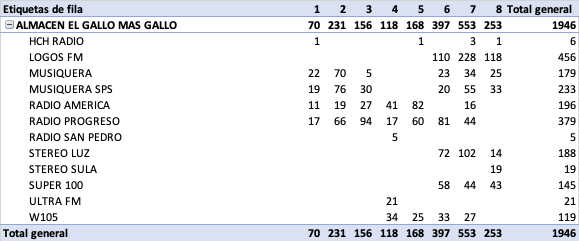 Etiquetas de fila 1 2 3 4 5 6 7 8 Total general
ALMACEN EL GALLO MAS GALLO 70 231 156 118 168 397 553 253 1946
HCH RADIO 1 1 3 1 6
LOGOS FM 110 228 118 456
MUSIQUERA 22 70 5 23 34 25 179
MUSIQUERA SPS 19 76 30 20 55 33 233
RADIO AMERICA 11 19 27 41 82 16 196
RADIO PROGRESO 17 66 94 17 60 81 44 379
RADIO SAN PEDRO 5 5
STEREO LUZ 72 102 14 188
STEREO SULA 19 19
SUPER 100 58 44 43 145
ULTRA FM 21 21
W105 34 25 33 27 119
Total general 70 231 156 118 168 397 553 253 1946